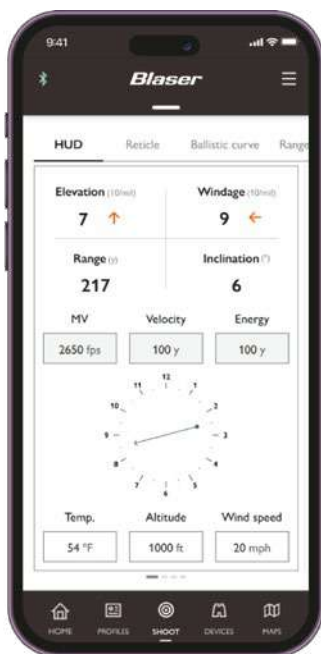 9:41
Blaser
HUD Reticle Ballistic curve Range
Elevation (10/mil) Windage (10/mil)
7 9
Range (y) Inclination (°)
217 6
MV Velocity Energy
2650 fps 100 y 100 y
12
11 1
10 2
9 3
8 4
7 5
6
Temp. Altitude Wind speed
54 °F 1000 ft 20 mph
HOME PROFILES SHOOT DEVICES MAPS